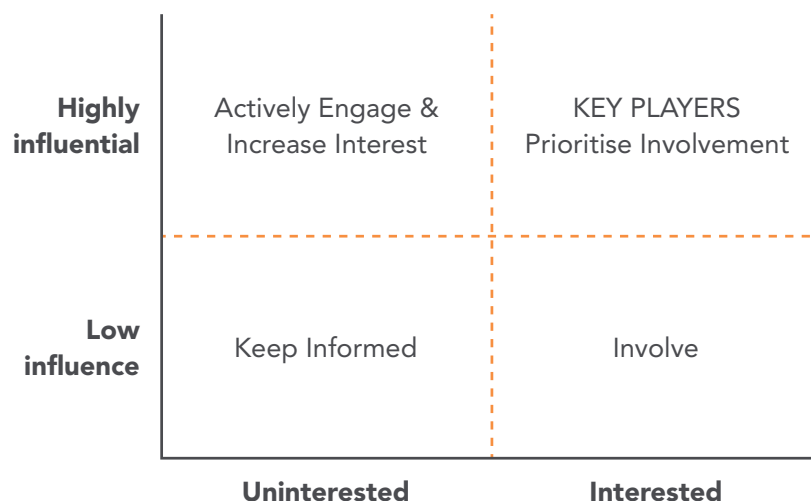 Highly
influential
Actively Engage &
Increase Interest
KEY PLAYERS
Prioritise Involvement
Low
influence
Keep Informed
Involve
Uninterested
Interested